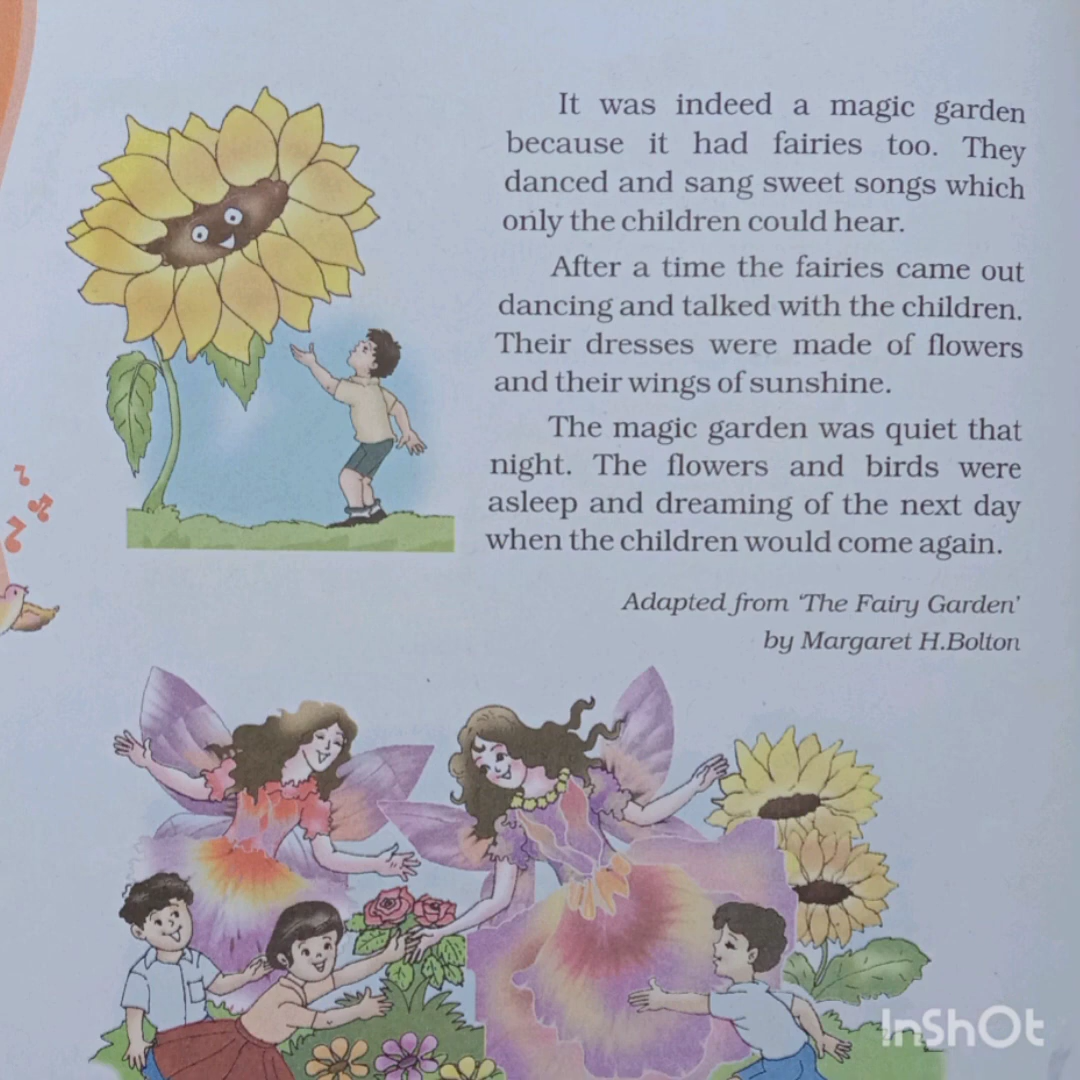 It was indeed a magic garden
because it had fairies too. They
danced and sang sweet songs which
only the children could hear.
After a time the fairies came out
dancing and talked with the children.
Their dresses were made of flowers
and their wings of sunshine.
The magic garden was quiet that
night. The flowers and birds were
asleep and dreaming of the next day
when the children would come again.
Adapted from ‘The Fairy Garden’
by Margaret H.Bolton
InShOt